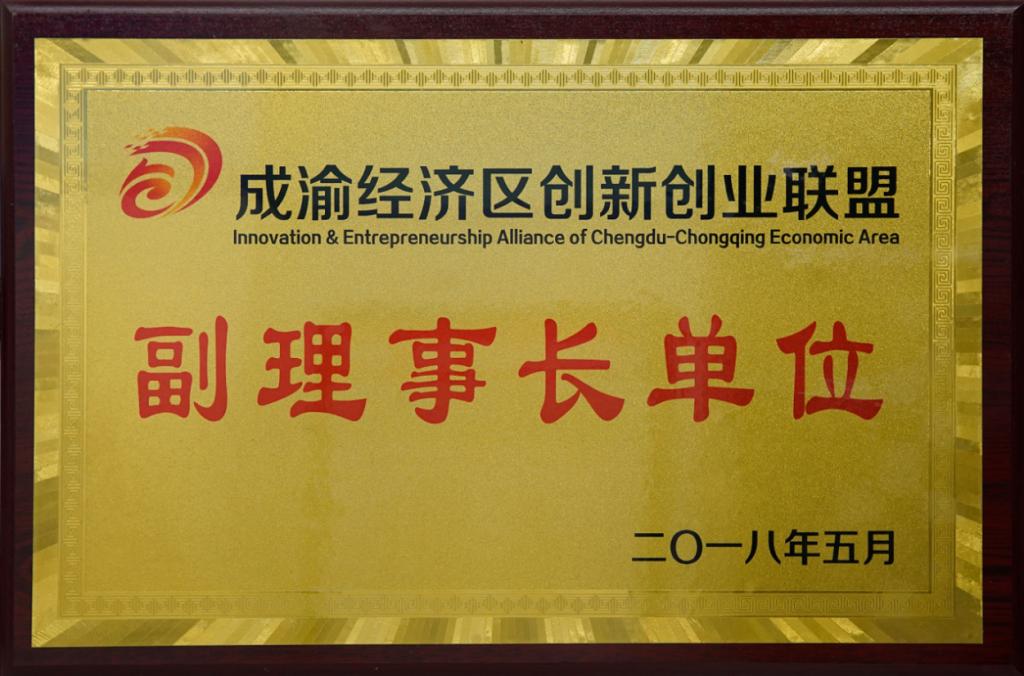 成渝经济区创新创业联盟
Innovation & Entrepreneurship Alliance of Chengdu-Chongqing Economic Area
副理事长单位
二〇一八年五月